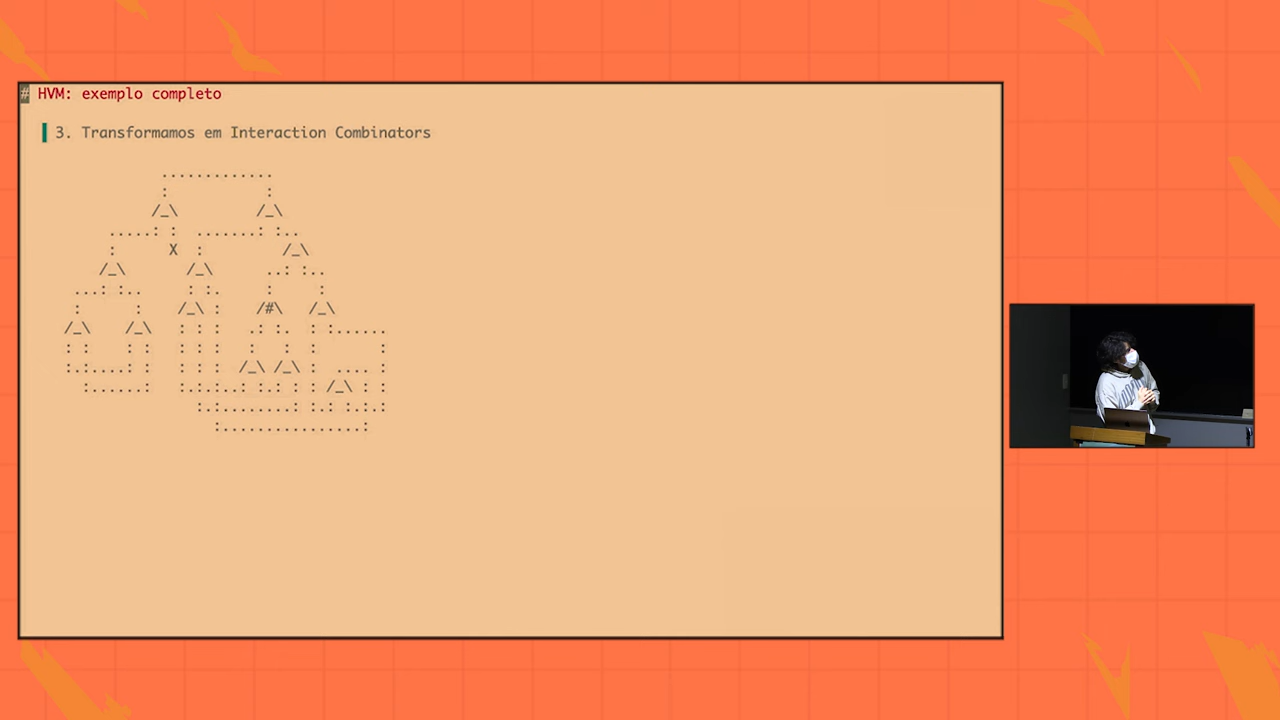 # HVM: exemplo completo
3. Transformamos em Interaction Combinators
X
#